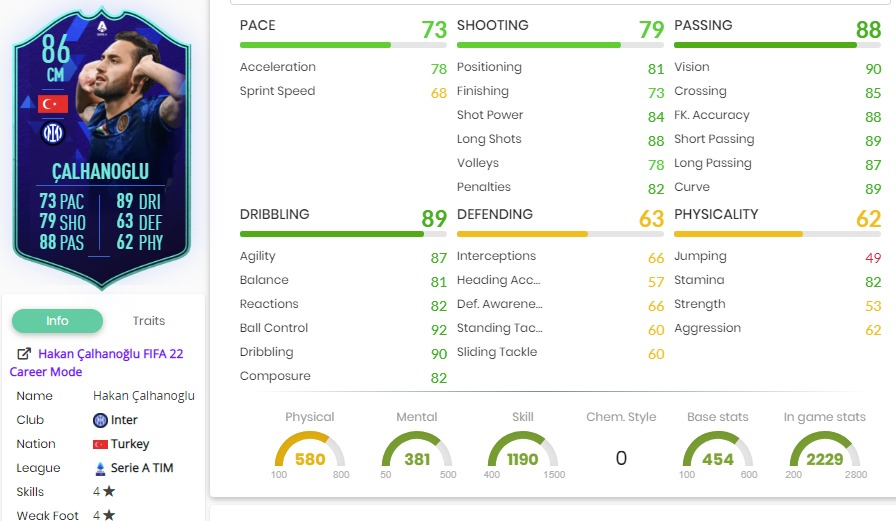 86
CM
ÇALHANOGLU
73 PAC 89 DRI
79 SHO 63 DEF
88 PAS 62 PHY
Info Traits
Hakan Çalhanoğlu FIFA 22
Career Mode
Name Hakan Çalhanoglu
Club Inter
Nation Turkey
League Serie A TIM
Skills 4★
Weak Foot 4★
PACE 73
Acceleration 78
Sprint Speed 68
SHOOTING 79
Positioning 81
Finishing 73
Shot Power 84
Long Shots 88
Volleys 78
Penalties 82
PASSING 88
Vision 90
Crossing 85
FK. Accuracy 88
Short Passing 89
Long Passing 87
Curve 89
DRIBBLING 89
Agility 87
Balance 81
Reactions 82
Ball Control 92
Dribbling 90
Composure 82
DEFENDING 63
Interceptions 66
Heading Acc... 57
Def. Awarene... 66
Standing Tac... 60
Sliding Tackle 60
PHYSICALITY 62
Jumping 49
Stamina 82
Strength 53
Aggression 62
Physical
580
100 800
Mental
381
50 500
Skill
1190
400 1500
Chem. Style
0
Base stats
454
100 600
In game stats
2229
200 2800